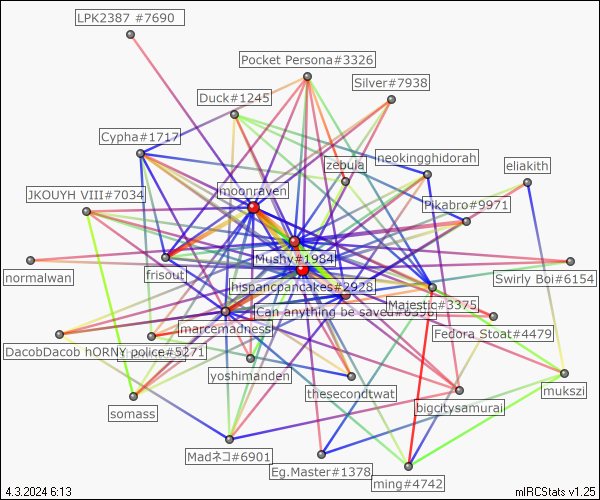 LPK2387 #7690
Pocket Persona#3326
Silver#7938
Duck#1245
Cypha#1717
zebula
neokingghidorah
eliakith
moonraven
JKOUYH VIII#7034
Pikabro#9971
Mushy#1984
normalwan
frisout
hispancpancakes#2928
Swirly Boi#6154
Majestic#3375
Can anything be saved#6398
marcemadness
Fedora Stoat#4479
DacobDacob hORNY police#5271
yoshimanden
thesecondtwat
mukszi
somass
bigcitysamurai
Madネコ#6901
Eg.Master#1378
ming#4742
4.3.2024 6:13
mIRCStats v1.25